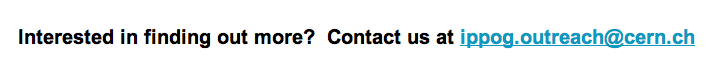 Interested in finding out more?  Contact us at ippog.outreach@cern.ch